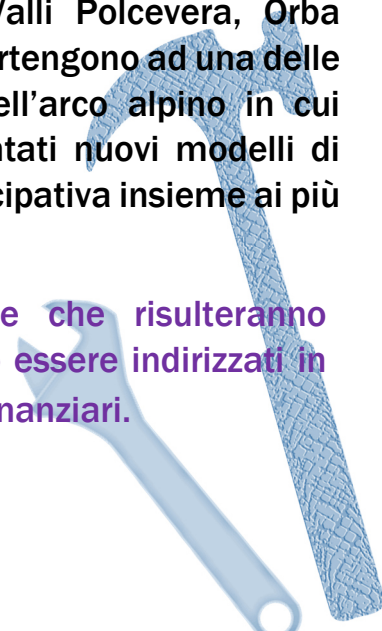 Valli Polcevera, Orba
rtengono ad una delle
ell'arco alpino in cui
ntati nuovi modelli di
cipativa insieme ai più
e che risulteranno
essere indirizzati in
nanziari.